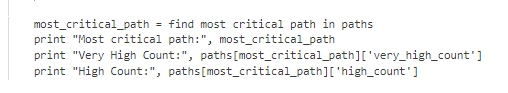 most_critical_path = find most critical path in paths
print "Most critical path:", most_critical_path
print "Very High Count:", paths[most_critical_path]['very_high_count']
print "High Count:", paths[most_critical_path]['high_count']